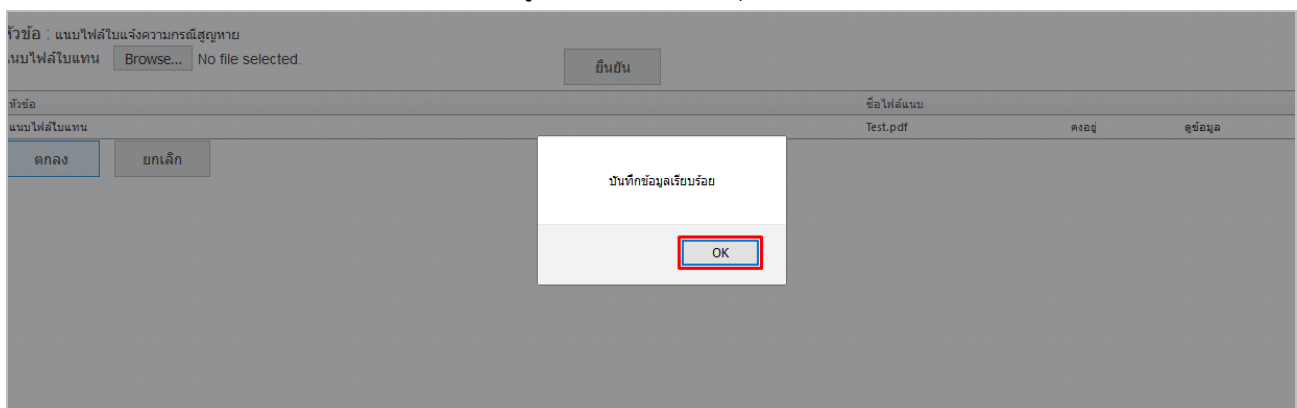 หัวข้อ : แนบไฟล์ใบแจ้งความกรณีสูญหาย
แนบไฟล์ใบแทน Browse... No file selected.
ยืนยัน
หัวข้อ ชื่อไฟล์แนบ
แนบไฟล์ใบแทน Test.pdf คงอยู่ ดูข้อมูล
ตกลง ยกเลิก
บันทึกข้อมูลเรียบร้อย
OK